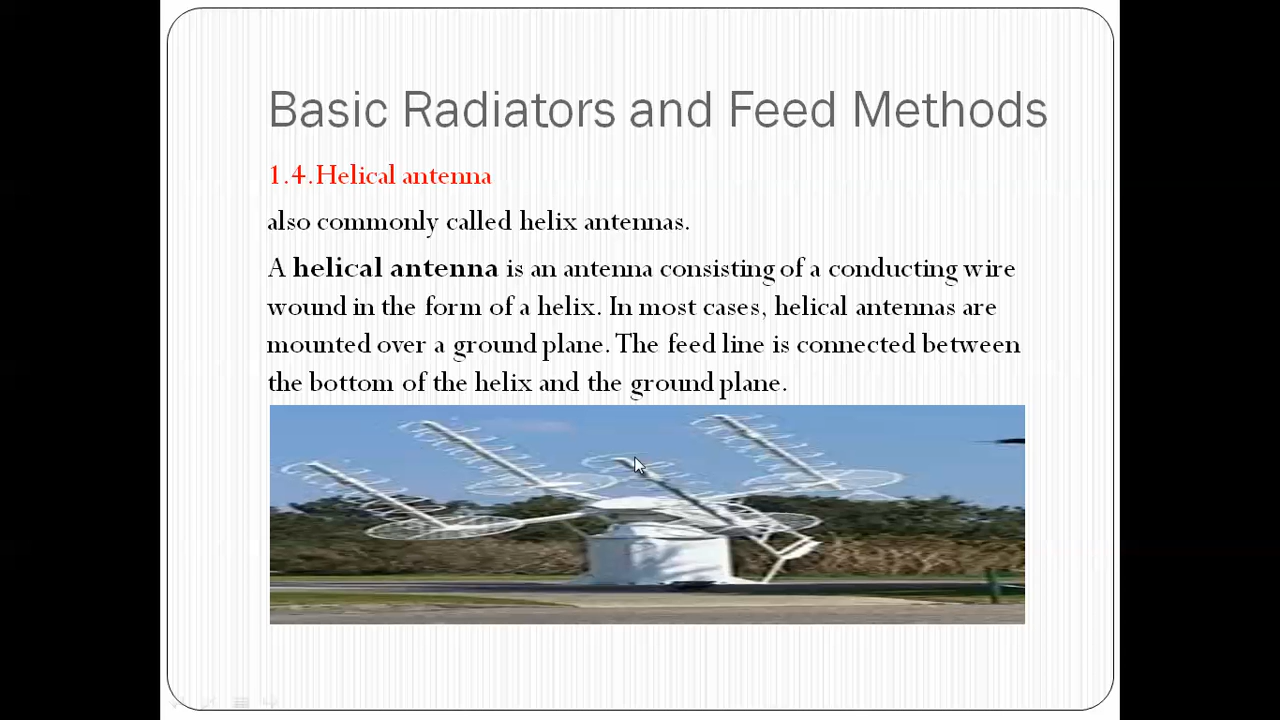 Basic Radiators and Feed Methods
1.4.Helical antenna
also commonly called helix antennas.
A helical antenna is an antenna consisting of a conducting wire
wound in the form of a helix. In most cases, helical antennas are
mounted over a ground plane. The feed line is connected between
the bottom of the helix and the ground plane.